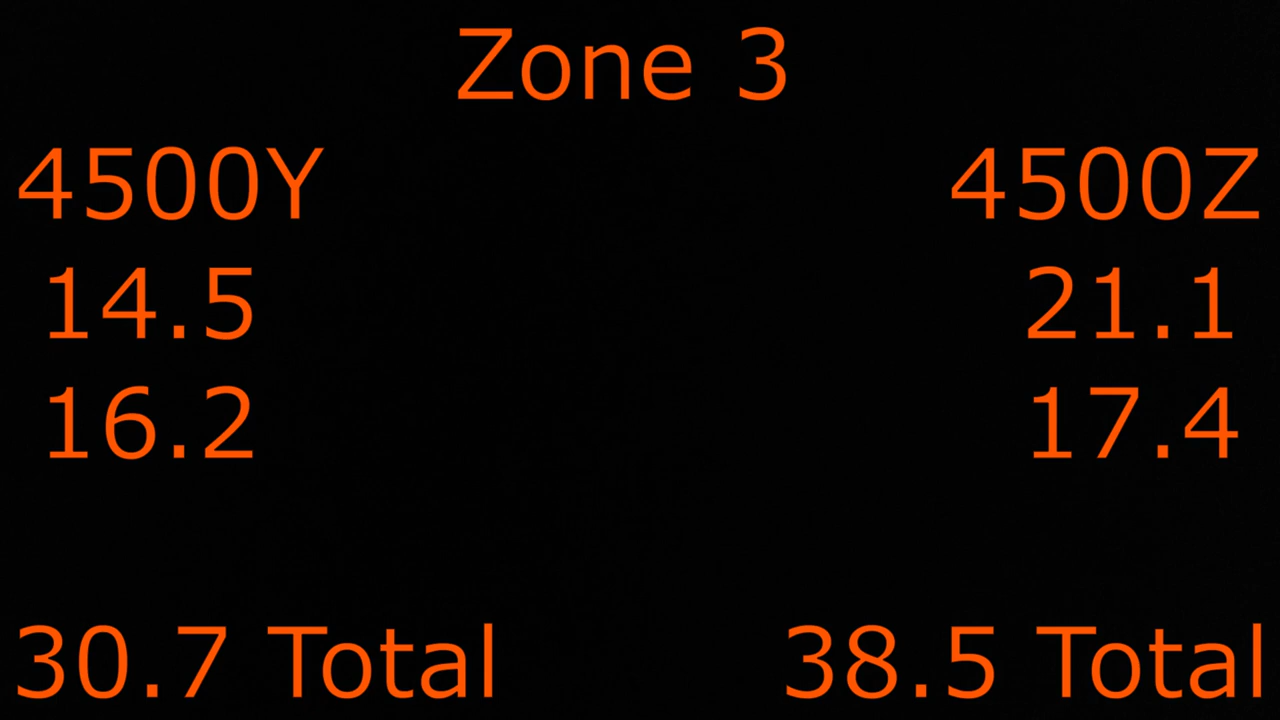 Zone 3
4500Y 4500Z
14.5 21.1
16.2 17.4
30.7 Total 38.5 Total